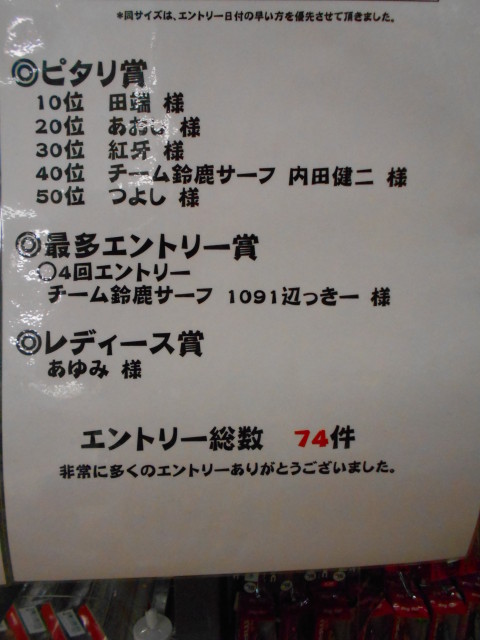 *同サイズは、エントリー日付の早い方を優先させて頂きました。
◎ピタリ賞
10位 田端 様
20位 あおし 様
30位 紅牙 様
40位 チーム鈴鹿サーフ 内田健二 様
50位 つよし 様
◎最多エントリー賞
○4回エントリー
チーム鈴鹿サーフ 1091辺っきー 様
◎レディース賞
あゆみ 様
エントリー総数 74件
非常に多くのエントリーありがとうございました。